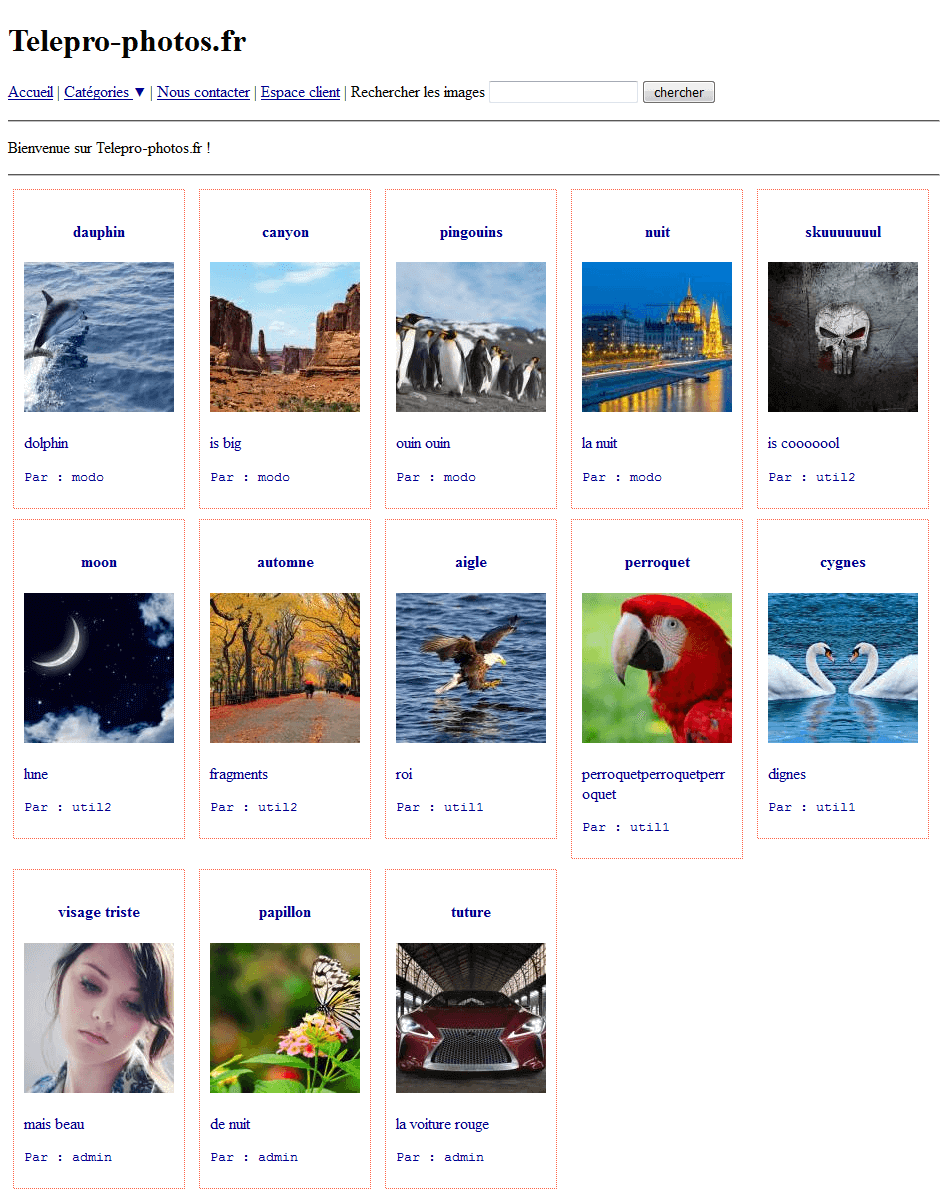 Telepro-photos.fr
Accueil | Catégories ▼ | Nous contacter | Espace client | Rechercher les images chercher
Bienvenue sur Telepro-photos.fr !
dauphin
dolphin
Par : modo
canyon
is big
Par : modo
pingouins
ouin ouin
Par : modo
nuit
la nuit
Par : modo
skuuuuuuul
is cooooool
Par : util2
moon
lune
Par : util2
automne
fragments
Par : util2
aigle
roi
Par : util1
perroquet
perroquetperroquetperr
oquet
Par : util1
cygnes
dignes
Par : util1
visage triste
mais beau
Par : admin
papillon
de nuit
Par : admin
tuture
la voiture rouge
Par : admin